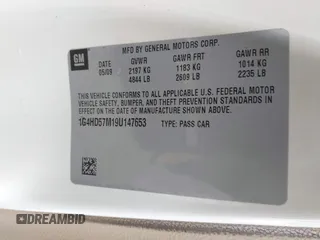 GM
MFD BY GENERAL MOTORS CORP.
DATE GVWR GAWR FRT GAWR RR
05/09 2197 KG 1183 KG 1014 KG
4844 LB 2609 LB 2235 LB
THIS VEHICLE CONFORMS TO ALL APPLICABLE U.S. FEDERAL MOTOR
VEHICLE SAFETY, BUMPER, AND THEFT PREVENTION STANDARDS IN
EFFECT ON THE DATE OF MANUFACTURE SHOWN ABOVE.
1G4HD57M19U147653 TYPE: PASS CAR
DREAMBID